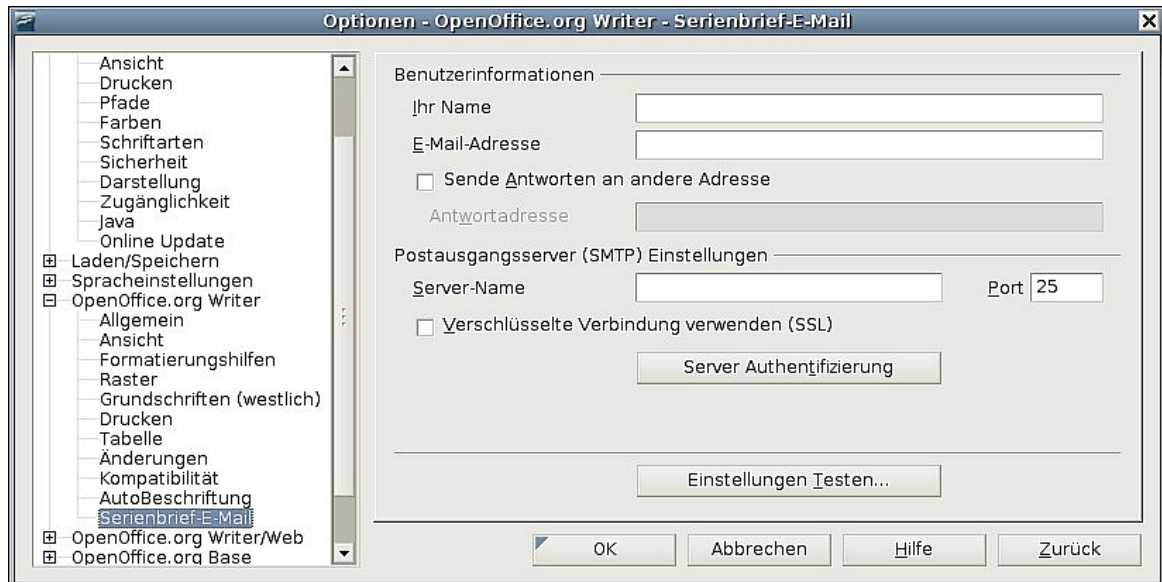 Optionen - OpenOffice.org Writer - Serienbrief-E-Mail
Ansicht
Drucken
Pfade
Farben
Schriftarten
Sicherheit
Darstellung
Zugänglichkeit
Java
Online Update
Laden/Speichern
Spracheinstellungen
OpenOffice.org Writer
Allgemein
Ansicht
Formatierungshilfen
Raster
Grundschriften (westlich)
Drucken
Tabelle
Änderungen
Kompatibilität
AutoBeschriftung
Serienbrief-E-Mail
OpenOffice.org Writer/Web
OpenOffice.org Base
Benutzerinformationen
Ihr Name
E-Mail-Adresse
Sende Antworten an andere Adresse
Antwortadresse
Postausgangsserver (SMTP) Einstellungen
Server-Name
Port 25
Verschlüsselte Verbindung verwenden (SSL)
Server Authentifizierung
Einstellungen Testen...
OK
Abbrechen
Hilfe
Zurück